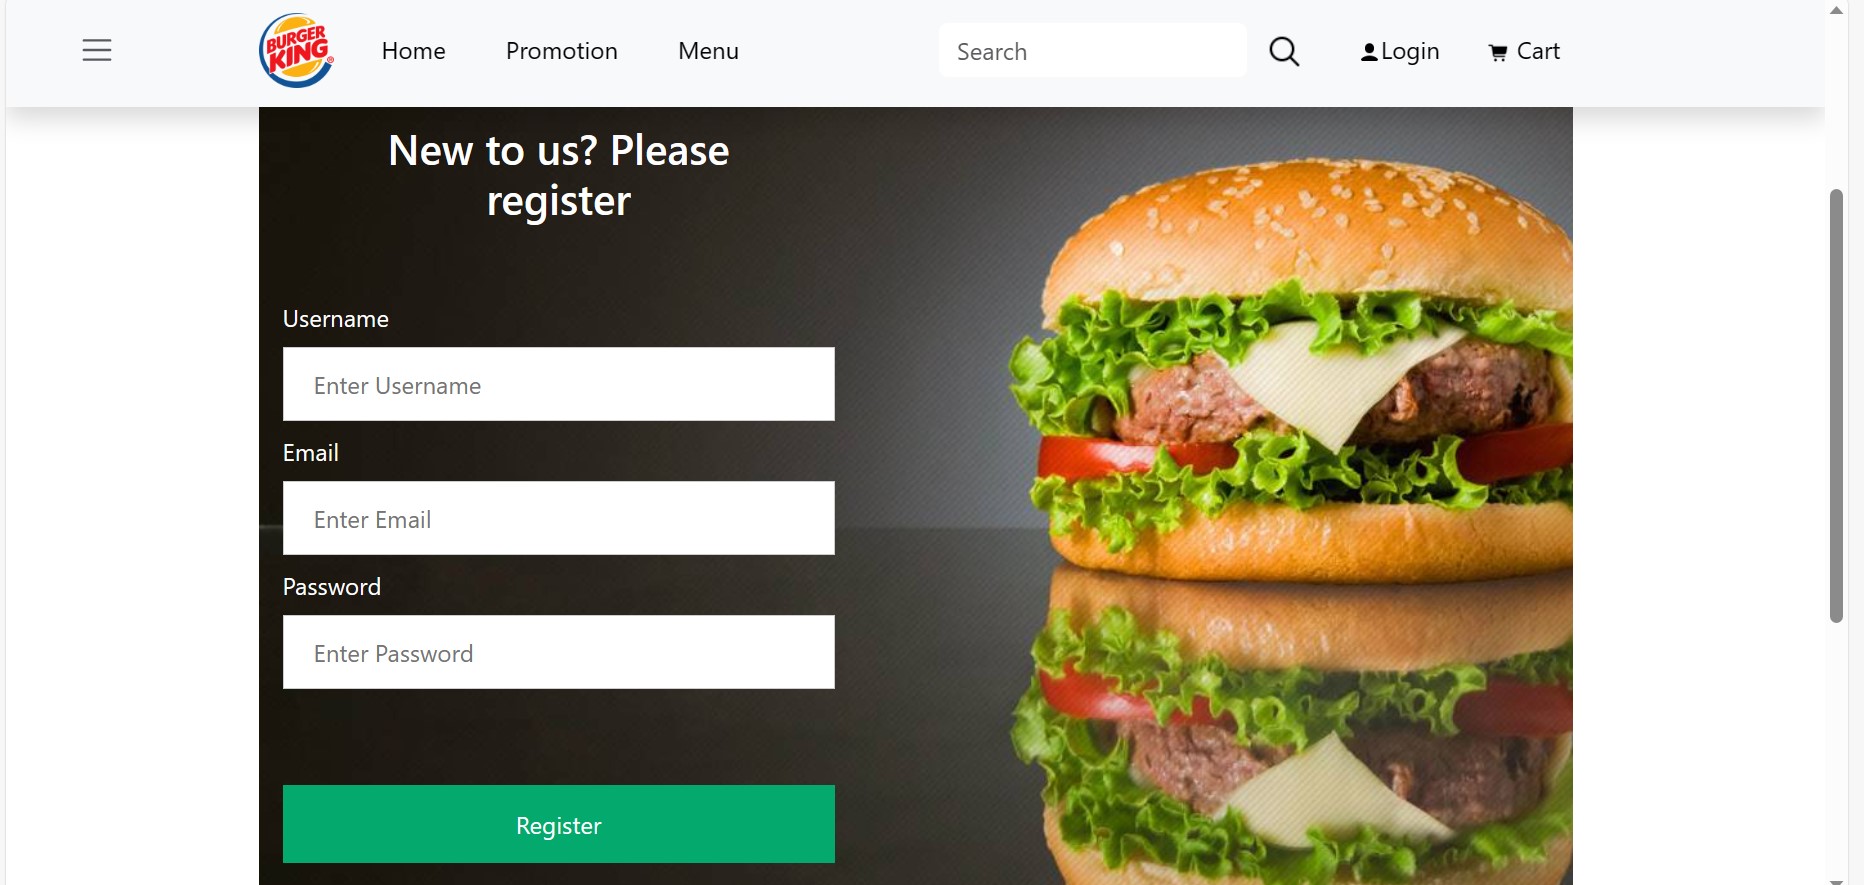 BURGER
KING
Home
Promotion
Menu
Search
Login
Cart
New to us? Please
register
Username
Enter Username
Email
Enter Email
Password
Enter Password
Register